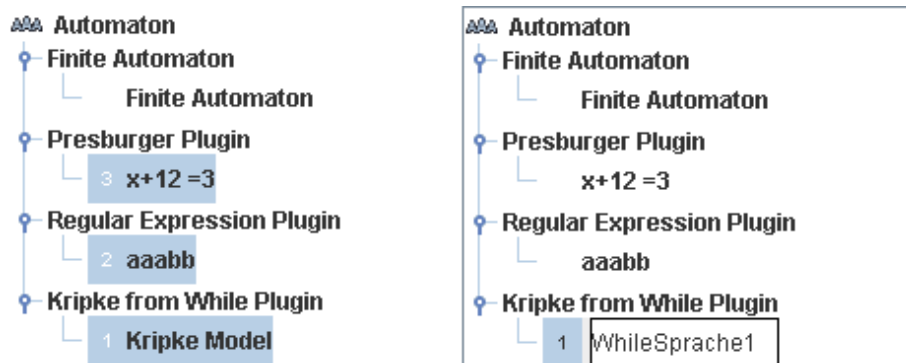 Automaton
Finite Automaton
Finite Automaton
Presburger Plugin
3 x+12 =3
Regular Expression Plugin
2 aaabb
Kripke from While Plugin
1 Kripke Model
Automaton
Finite Automaton
Finite Automaton
Presburger Plugin
x+12 =3
Regular Expression Plugin
aaabb
Kripke from While Plugin
1 WhileSprache1